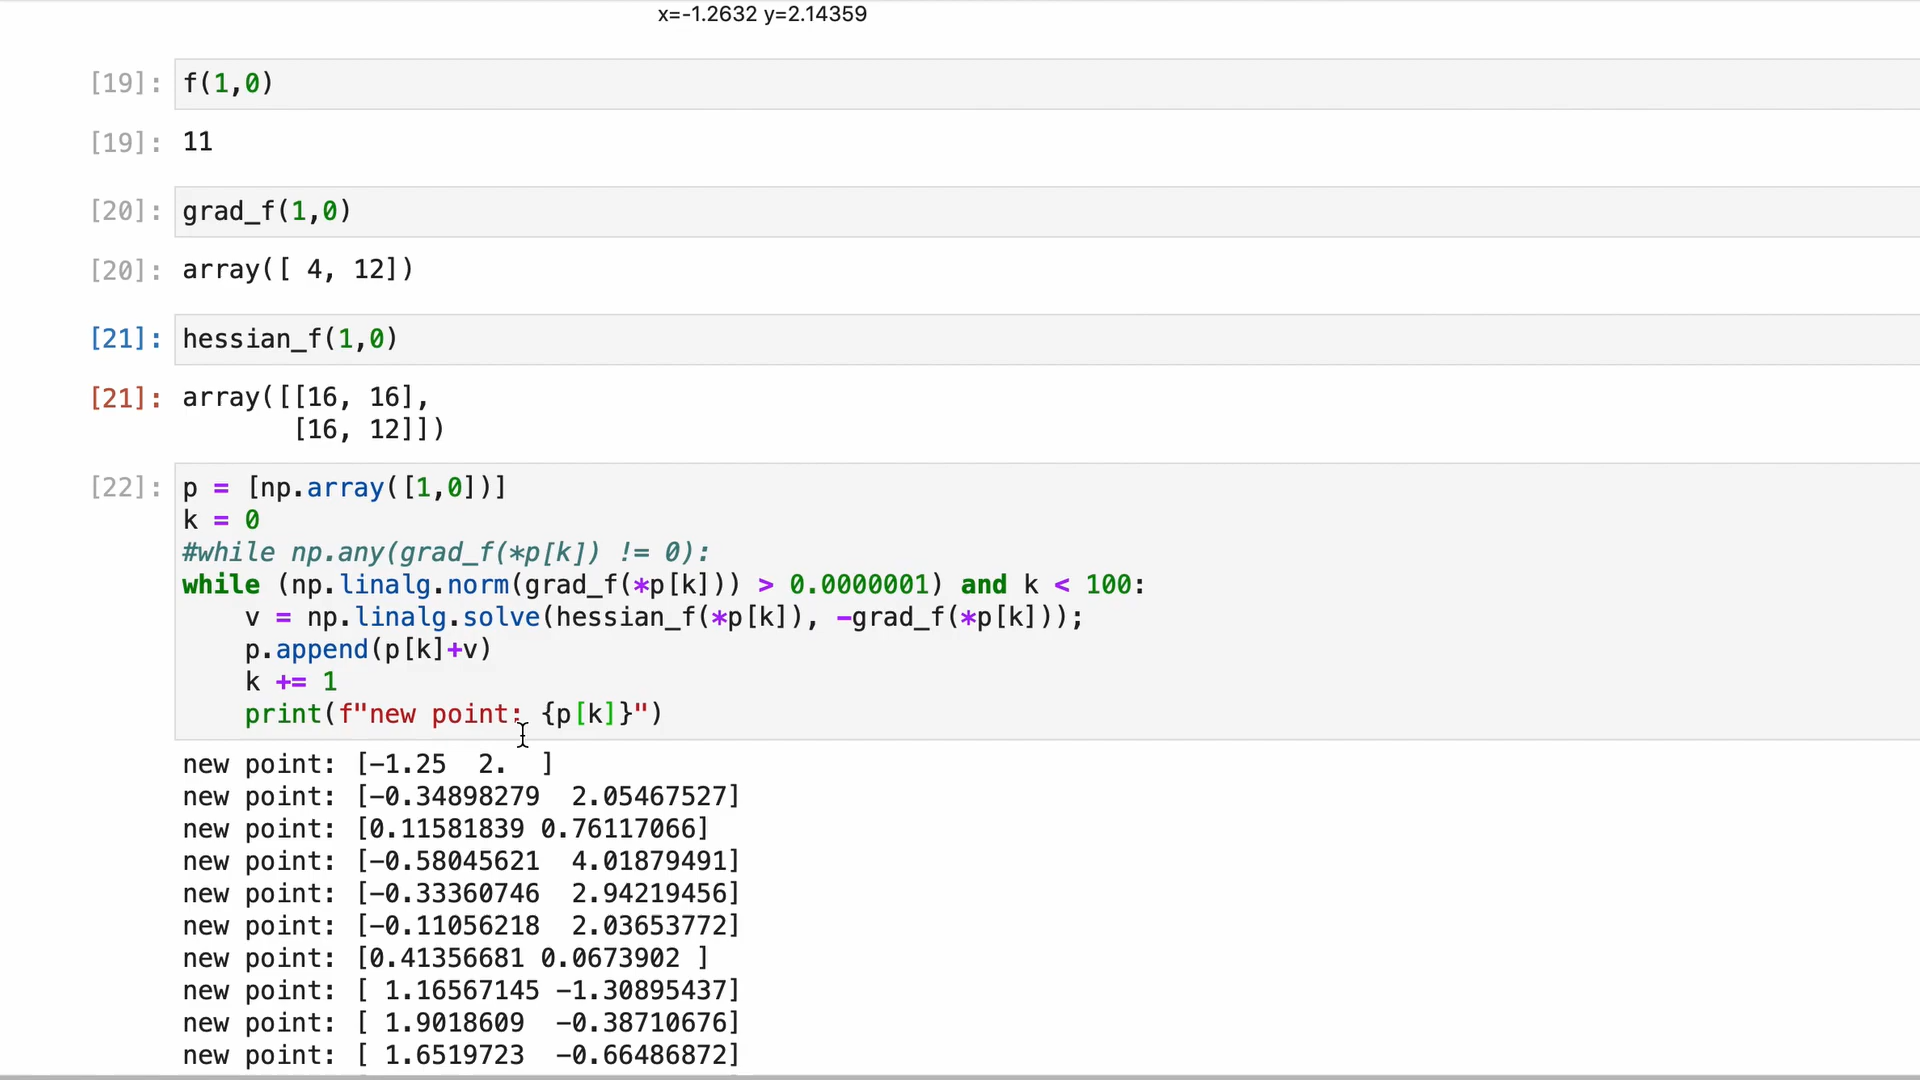 x=-1.2632 y=2.14359
[19]: f(1,0)
[19]: 11
[20]: grad_f(1,0)
[20]: array([ 4, 12])
[21]: hessian_f(1,0)
[21]: array([[16, 16],
       [16, 12]])
[22]: p = [np.array([1,0])]
k = 0
#while np.any(grad_f(*p[k]) != 0):
while (np.linalg.norm(grad_f(*p[k])) > 0.0000001) and k < 100:
    v = np.linalg.solve(hessian_f(*p[k]), -grad_f(*p[k]));
    p.append(p[k]+v)
    k += 1
    print(f"new point: {p[k]}")
new point: [-1.25  2.  ]
new point: [-0.34898279  2.05467527]
new point: [0.11581839 0.76117066]
new point: [-0.58045621  4.01879491]
new point: [-0.33360746  2.94219456]
new point: [-0.11056218  2.03653772]
new point: [0.41356681 0.0673902 ]
new point: [ 1.16567145 -1.30895437]
new point: [ 1.9018609  -0.38710676]
new point: [ 1.6519723  -0.66486872]